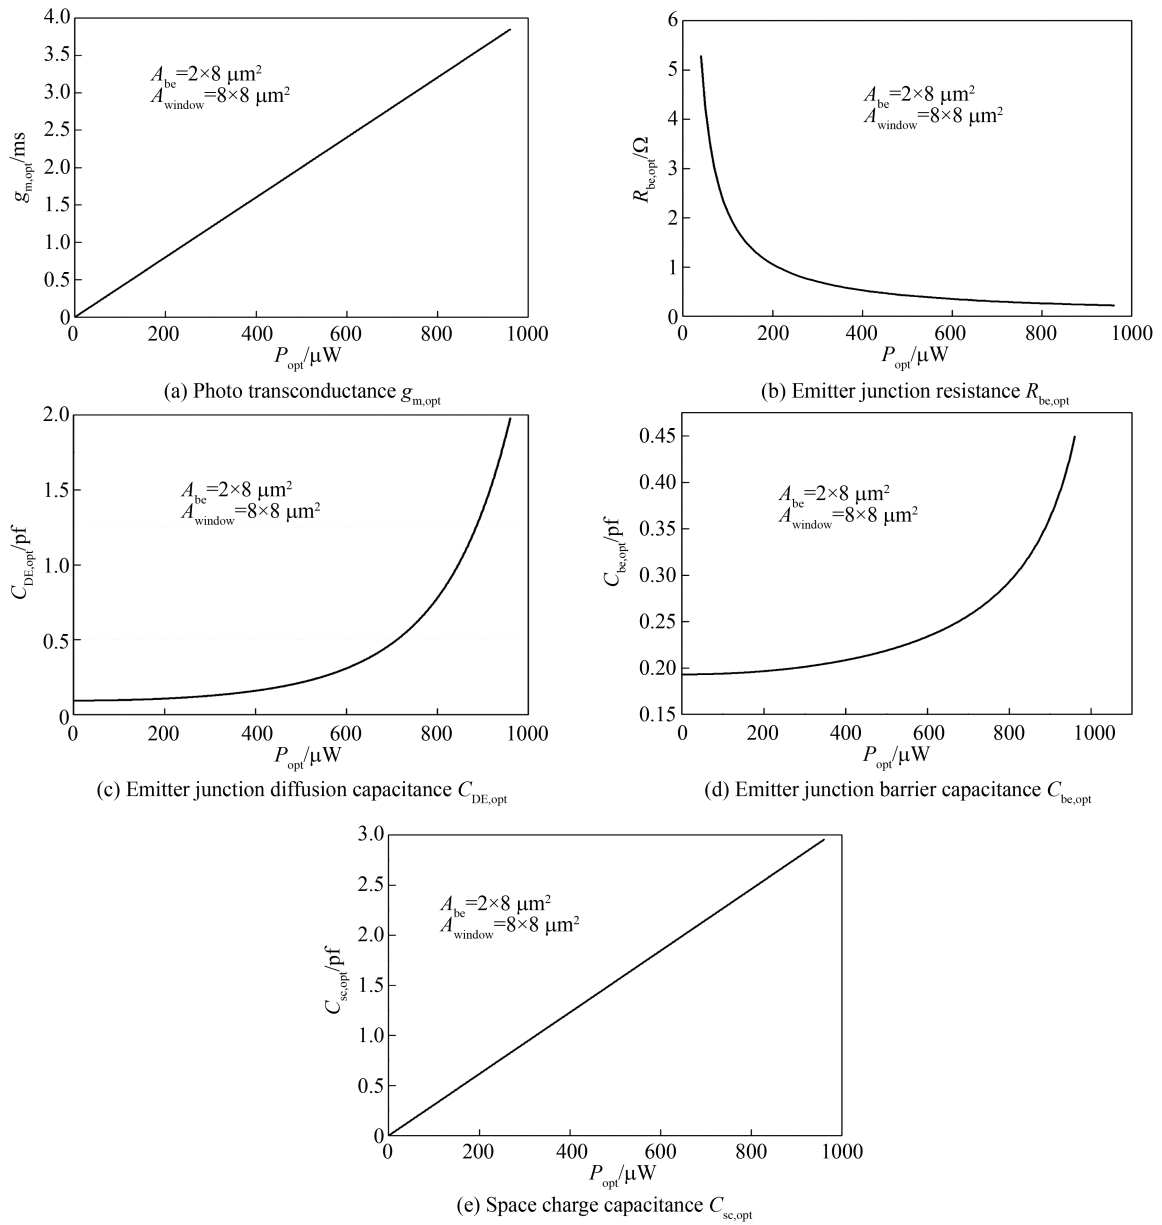 4.0
3.5
3.0
2.5
2.0
1.5
1.0
0.5
0
g_m,opt/ms
A_be=2×8 μm²
A_window=8×8 μm²
0 200 400 600 800 1000
P_opt/μW
(a) Photo transconductance g_m,opt
6
5
4
3
2
1
0
R_be,opt/Ω
A_be=2×8 μm²
A_window=8×8 μm²
0 200 400 600 800 1000
P_opt/μW
(b) Emitter junction resistance R_be,opt
2.0
1.5
1.0
0.5
0
C_DE,opt/pf
A_be=2×8 μm²
A_window=8×8 μm²
0 200 400 600 800 1000
P_opt/μW
(c) Emitter junction diffusion capacitance C_DE,opt
0.45
0.40
0.35
0.30
0.25
0.20
0.15
C_be,opt/pf
A_be=2×8 μm²
A_window=8×8 μm²
0 200 400 600 800 1000
P_opt/μW
(d) Emitter junction barrier capacitance C_be,opt
3.0
2.5
2.0
1.5
1.0
0.5
0
C_sc,opt/pf
A_be=2×8 μm²
A_window=8×8 μm²
0 200 400 600 800 1000
P_opt/μW
(e) Space charge capacitance C_sc,opt